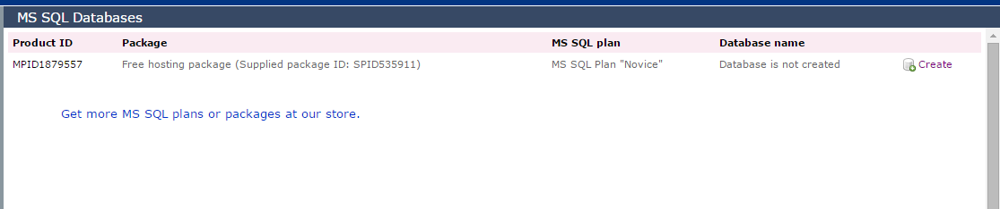 MS SQL Databases
Product ID Package MS SQL plan Database name
MPID1879557 Free hosting package (Supplied package ID: SPID535911) MS SQL Plan "Novice" Database is not created Create
Get more MS SQL plans or packages at our store.